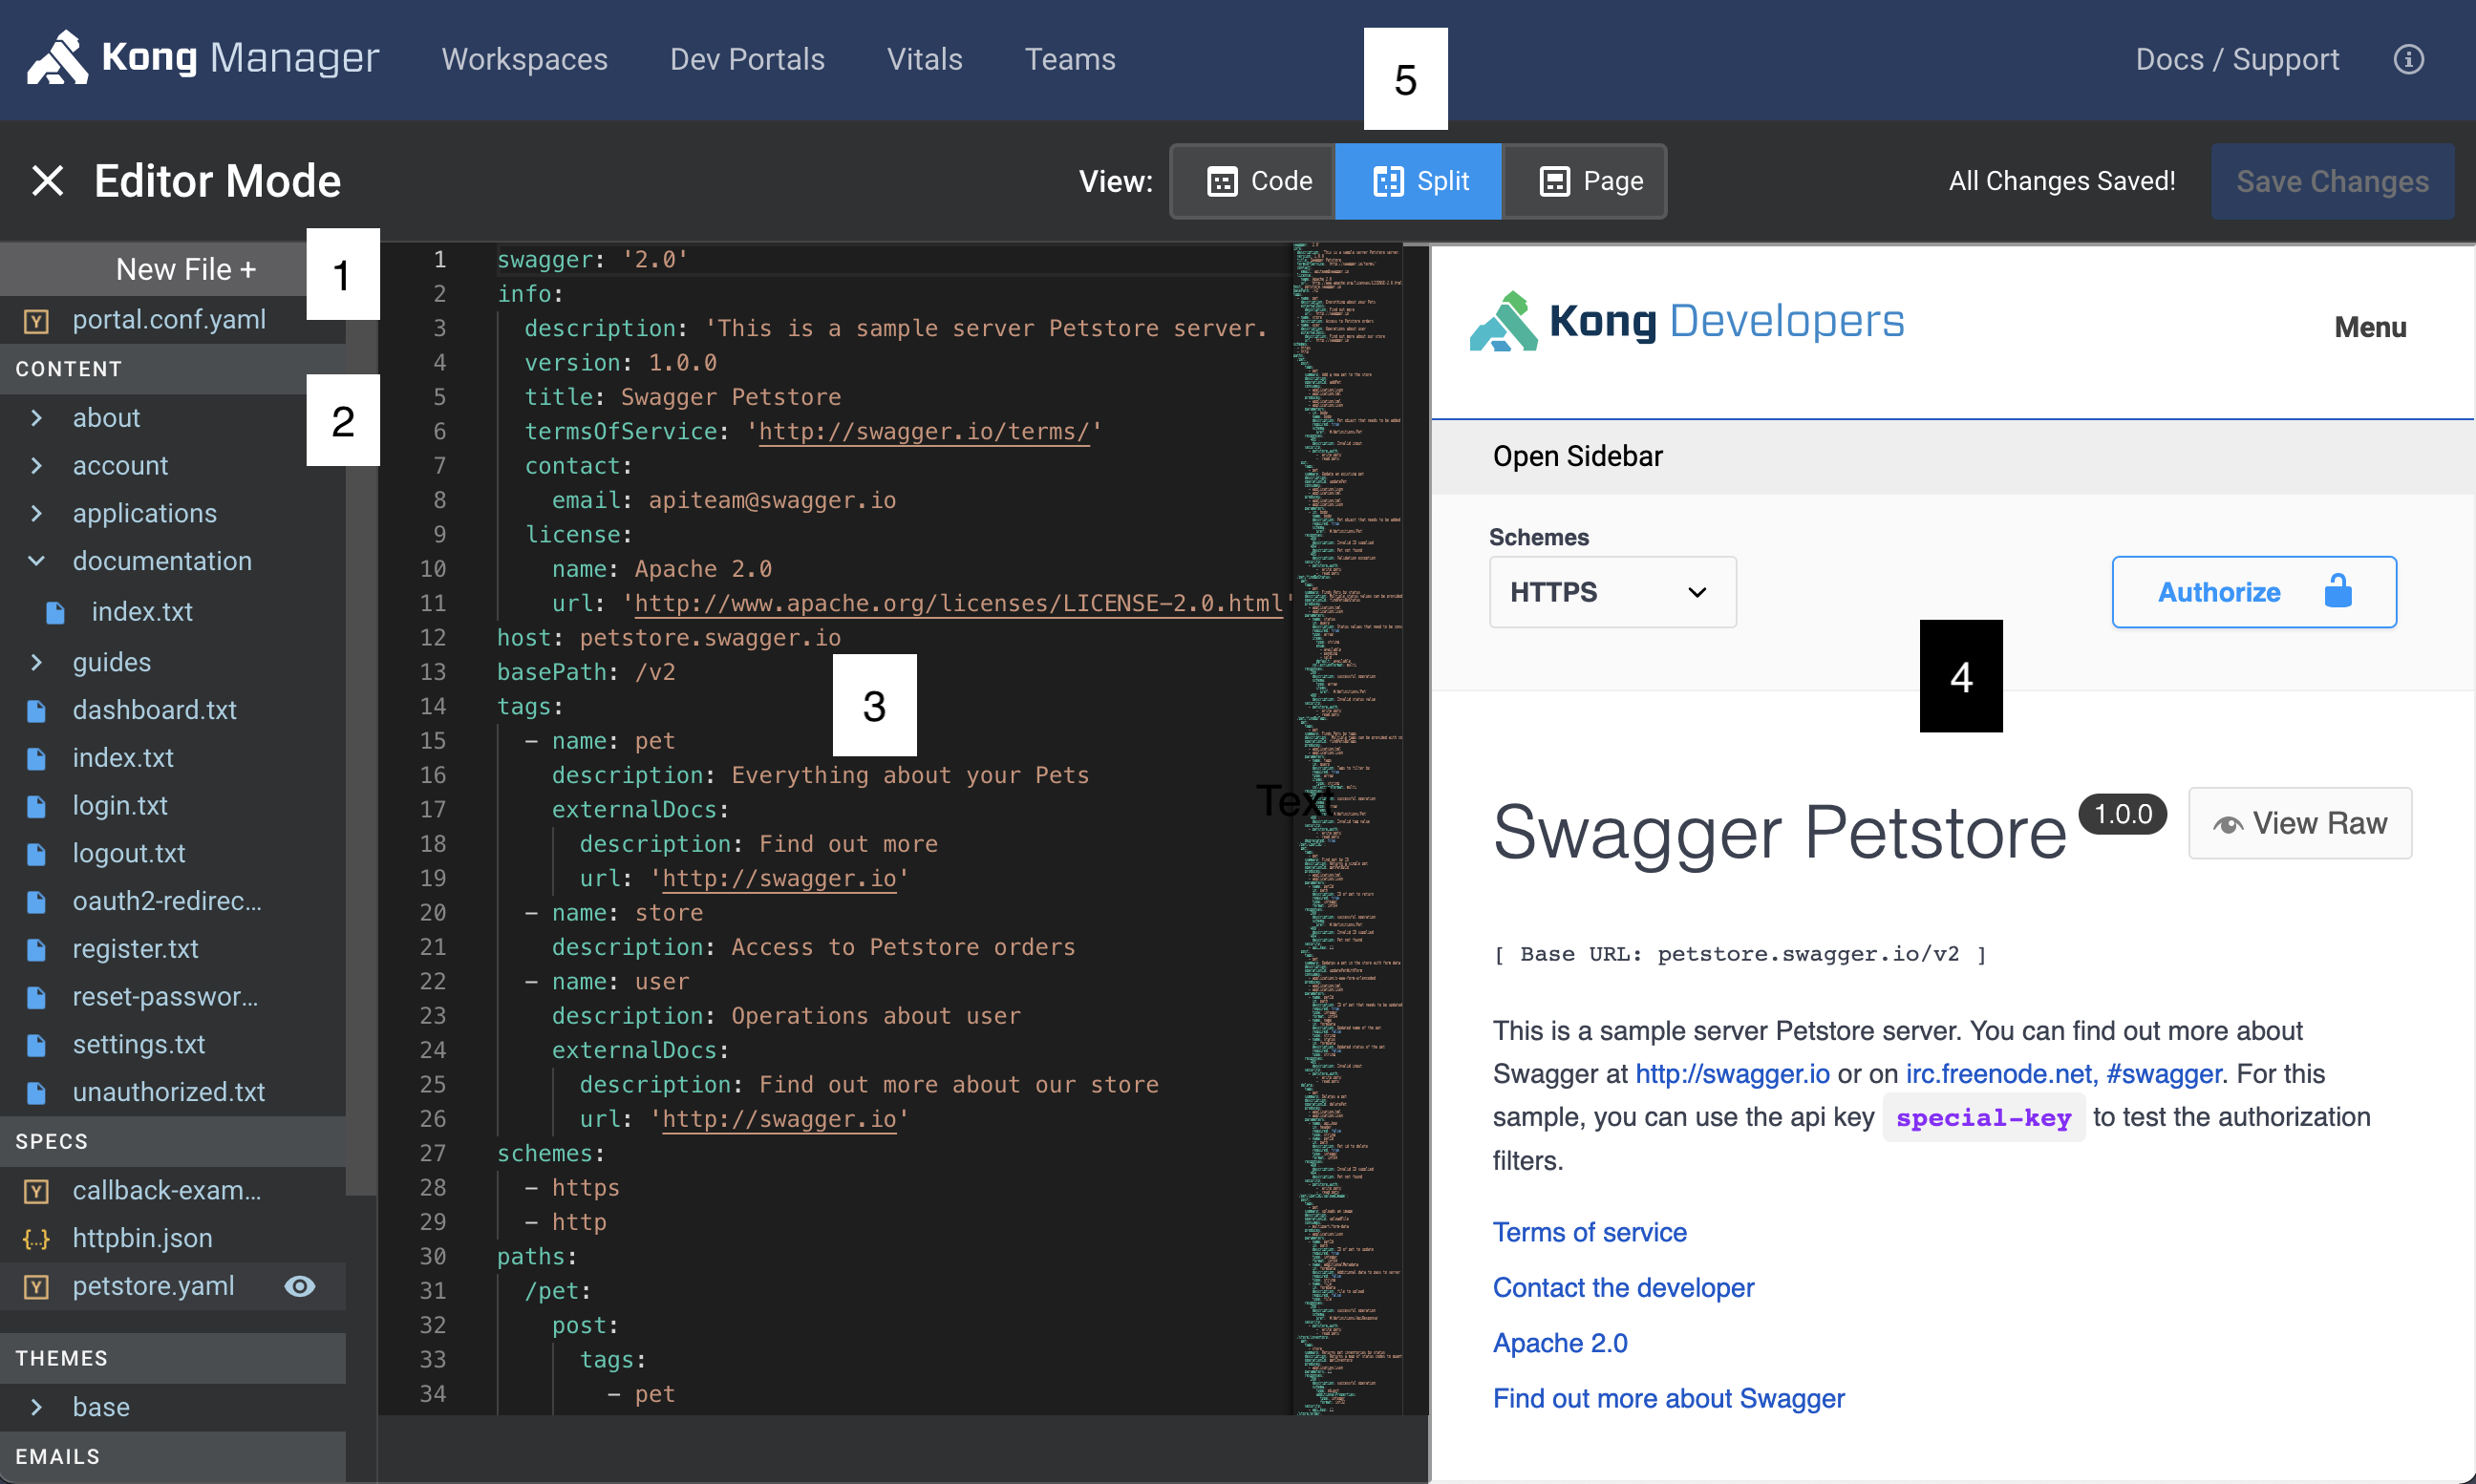 Kong Manager Workspaces Dev Portals Vitals Teams Docs / Support
5
Editor Mode View: Code Split Page All Changes Saved! Save Changes
New File +
1
portal.conf.yaml
CONTENT
about
2
account
applications
documentation
index.txt
guides
dashboard.txt
index.txt
login.txt
logout.txt
oauth2-redirec...
register.txt
reset-passwor...
settings.txt
unauthorized.txt
SPECS
callback-exam...
{...} httpbin.json
petstore.yaml
THEMES
base
EMAILS
1 swagger: '2.0'
2 info:
3 description: 'This is a sample server Petstore server.
4 version: 1.0.0
5 title: Swagger Petstore
6 termsOfService: 'http://swagger.io/terms/'
7 contact:
8 email: apiteam@swagger.io
9 license:
10 name: Apache 2.0
11 url: 'http://www.apache.org/licenses/LICENSE-2.0.html'
12 host: petstore.swagger.io
13 basePath: /v2
3
14 tags:
15 - name: pet
16 description: Everything about your Pets
Text
17 externalDocs:
18 description: Find out more
19 url: 'http://swagger.io'
20 - name: store
21 description: Access to Petstore orders
22 - name: user
23 description: Operations about user
24 externalDocs:
25 description: Find out more about our store
26 url: 'http://swagger.io'
27 schemes:
28 - https
29 - http
30 paths:
31 /pet:
32 post:
33 tags:
34 - pet
Kong Developers Menu
Open Sidebar
Schemes
HTTPS Authorize
4
Swagger Petstore 1.0.0 View Raw
[ Base URL: petstore.swagger.io/v2 ]
This is a sample server Petstore server. You can find out more about
Swagger at http://swagger.io or on irc.freenode.net, #swagger. For this
sample, you can use the api key special-key to test the authorization
filters.
Terms of service
Contact the developer
Apache 2.0
Find out more about Swagger